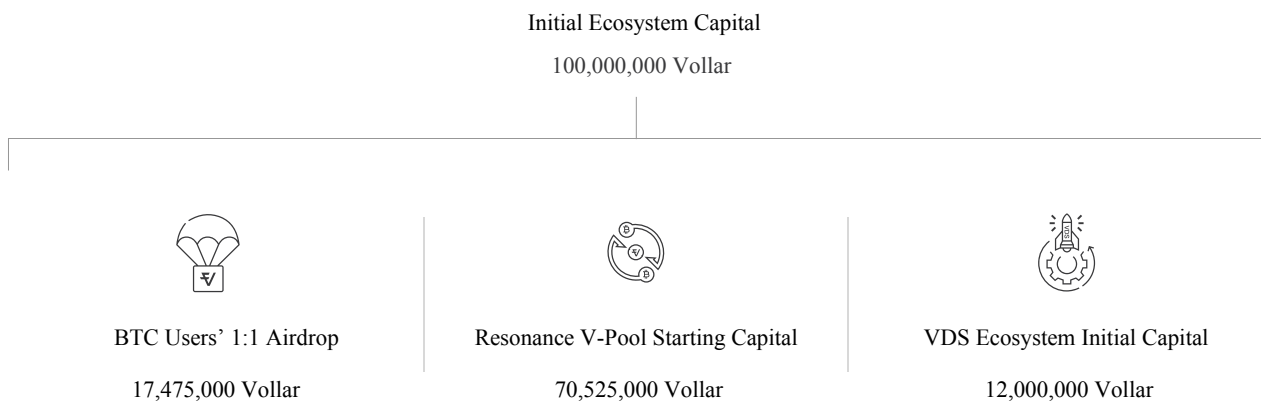 Initial Ecosystem Capital
100,000,000 Vollar
VDS
BTC Users’ 1:1 Airdrop
Resonance V-Pool Starting Capital
VDS Ecosystem Initial Capital
17,475,000 Vollar
70,525,000 Vollar
12,000,000 Vollar